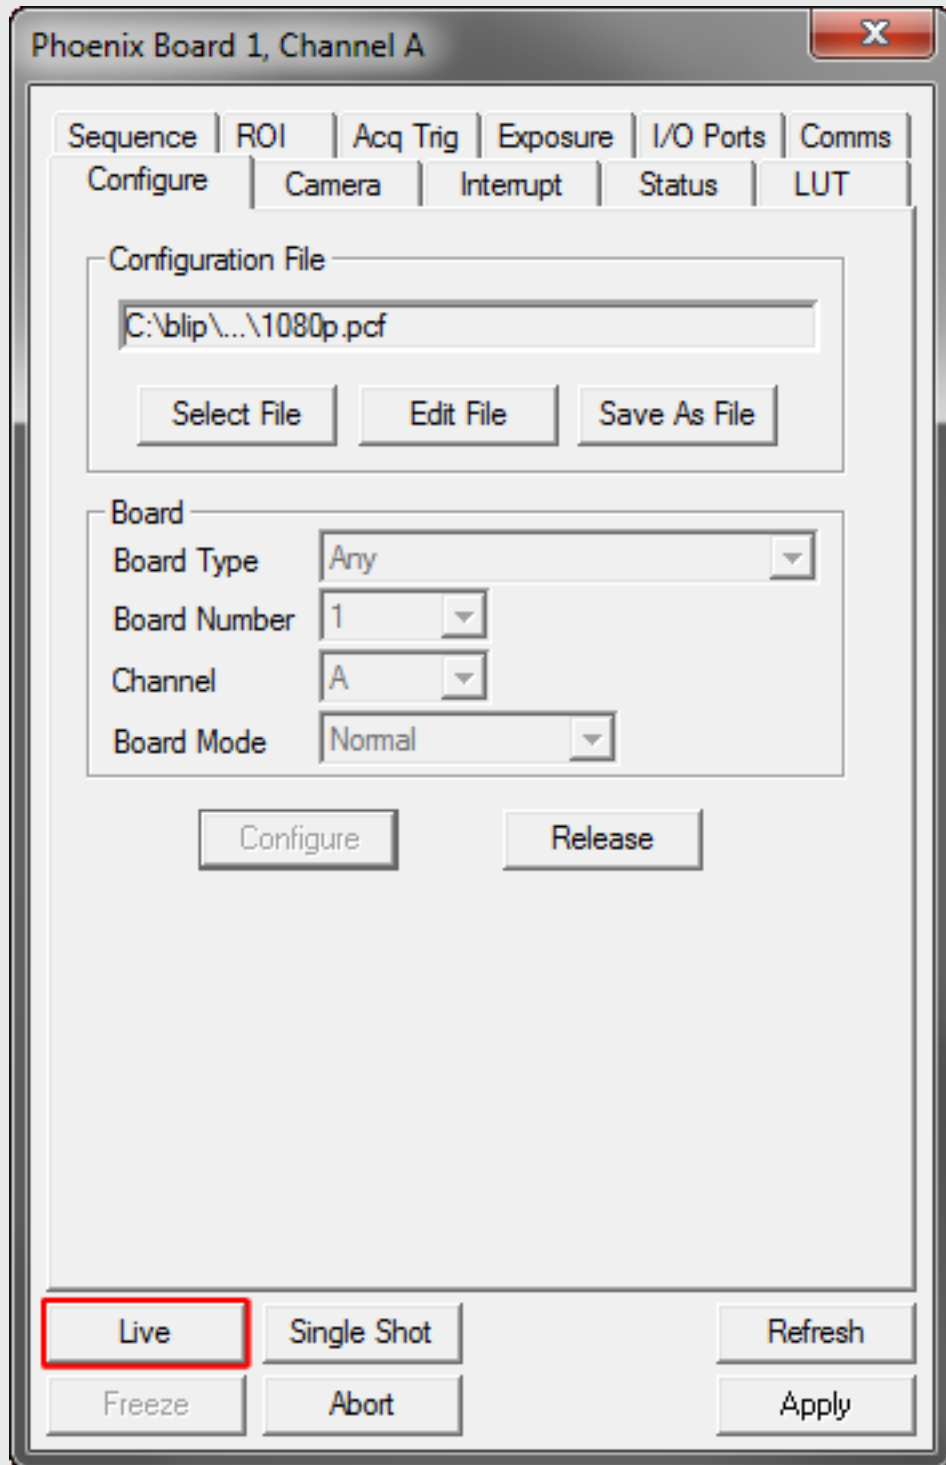 Phoenix Board 1, Channel A
Sequence ROI Acq Trig Exposure I/O Ports Comms
Configure Camera Interrupt Status LUT
Configuration File
C:\blip\...\1080p.pcf
Select File Edit File Save As File
Board
Board Type Any
Board Number 1
Channel A
Board Mode Normal
Configure Release
Live Single Shot Refresh
Freeze Abort Apply